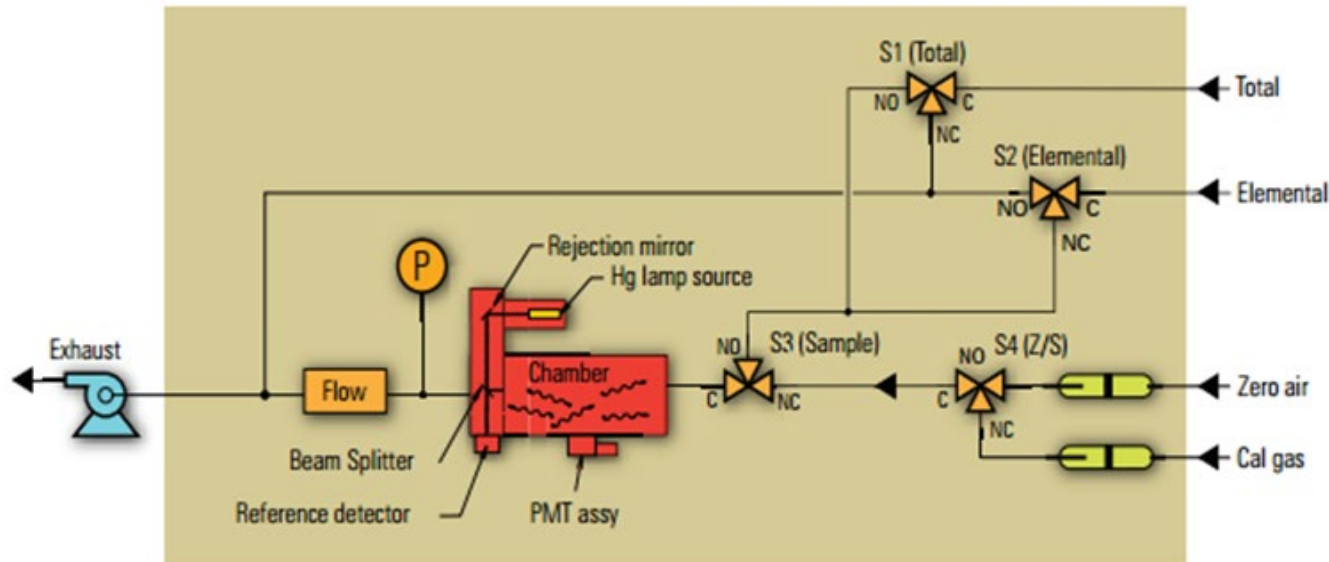 S1 (Total)
NO
C
Total
NC
S2 (Elemental)
NO
C
Elemental
NC
P
Rejection mirror
Hg lamp source
Exhaust
Flow
Chamber
NO
S3 (Sample)
C
NC
NO
S4 (Z/S)
C
NC
Zero air
Cal gas
Beam Splitter
Reference detector
PMT assy